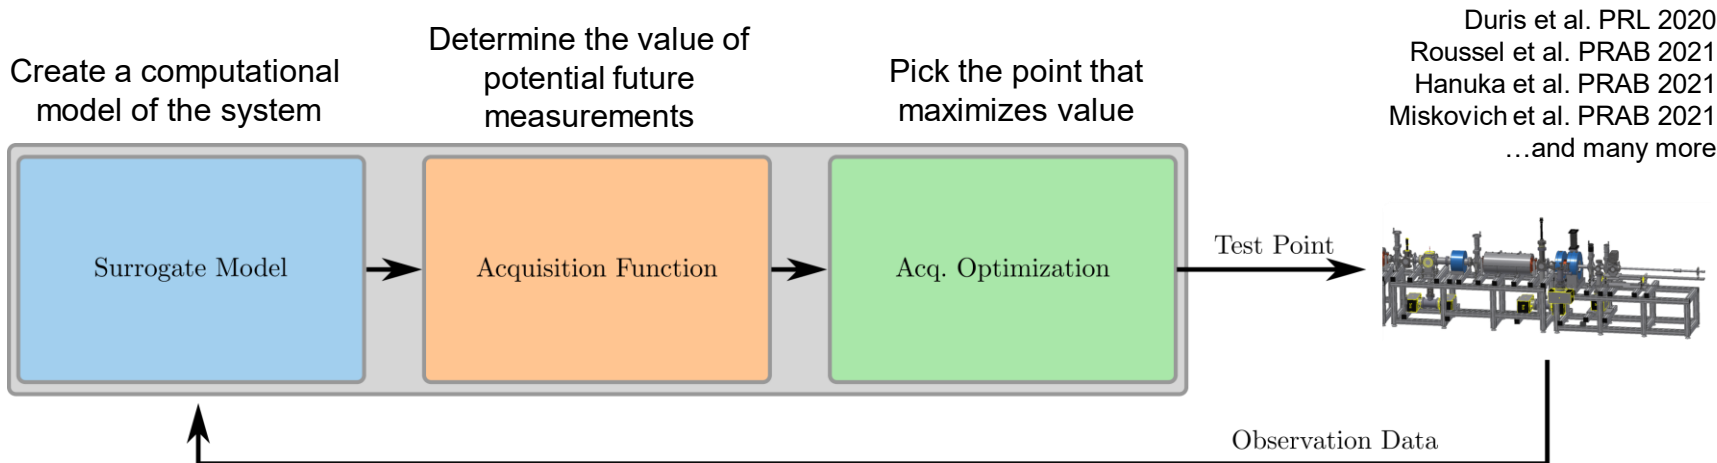 Create a computational
model of the system
Determine the value of
potential future
measurements
Pick the point that
maximizes value
Duris et al. PRL 2020
Roussel et al. PRAB 2021
Hanuka et al. PRAB 2021
Miskovich et al. PRAB 2021
…and many more
Surrogate Model
Acquisition Function
Acq. Optimization
Test Point
Observation Data